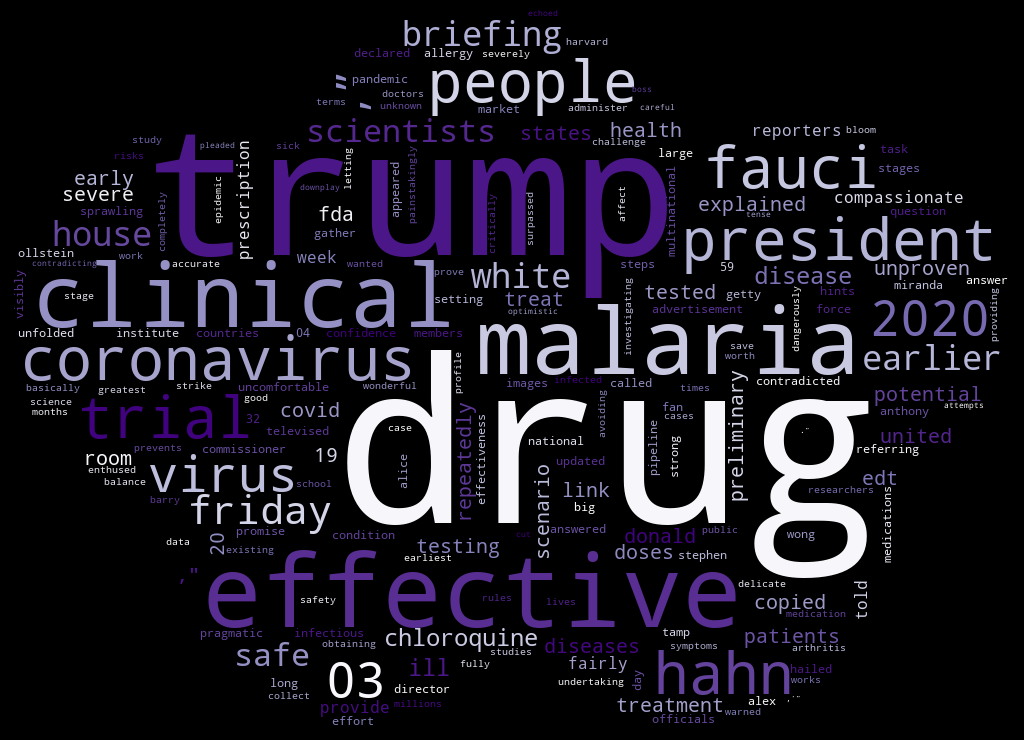 echoed
briefing
harvard
declared
allergy
severely
people
pandemic
doctors
boss
terms
unknown
market
administer
careful
scientists
states
health
challenge
reporters
bloom
study
pleaded
sick
trump
large
fauci
task
risks
stages
early
severe
prescription
downplay
letting
appeared
painstakingly
epidemic
completely
fda
gather
critically
surpassed
affect
multinational
explained
compassionate
sprawling
question
tense
house
work
president
ollstein
contradicting
accurate
week
wanted
steps
59
disease
unproven
answer
visibly
stage
clinical
prove
white
setting
treat
optimistic
investigating
tested
getty
miranda
hints
dangerously
providing
advertisement
force
2020
unfolded
institute
countries
04
confidence
members
malaria
save
worth
coronavirus
earlier
basically
greatest
strike
uncomfortable
wonderful
profile
images
infected
called
times
contradicted
potential
science
months
good
covid
avoiding
fan
cases
preliminary
anthony
attempts
trial
32
televised
case
repeatedly
effectiveness
drug
national
pipeline
strong
,"
united
referring
room
prevents
commissioner
19
alice
updated
enthused
balance
virus
school
scenario
link
big
edt
researchers
barry
friday
medications
20
promise
condition
answered
cut
donald
public
wong
data
existing
testing
earliest
doses
stephen
,"
effective
safety
rules
lives
delicate
copied
told
medication
pragmatic
infectious
obtaining
chloroquine
studies
diseases
tamp
symptoms
patients
arthritis
safe
ill
fully
fairly
undertaking
day
hahn
hailed
works
long
collect
03
director
provide
millions
effort
treatment
alex
warned
officials